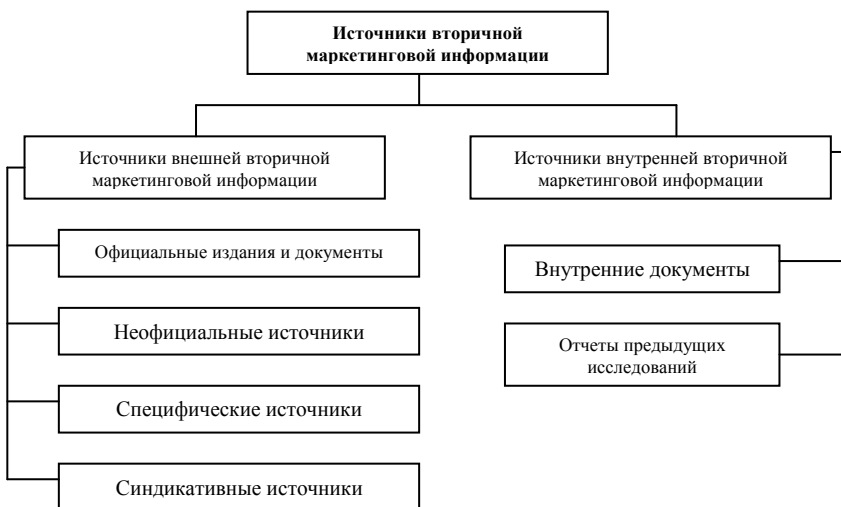 Источники вторичной
маркетинговой информации
Источники внешней вторичной
маркетинговой информации
Источники внутренней вторичной
маркетинговой информации
Официальные издания и документы
Неофициальные источники
Специфические источники
Синдикативные источники
Внутренние документы
Отчеты предыдущих
исследований